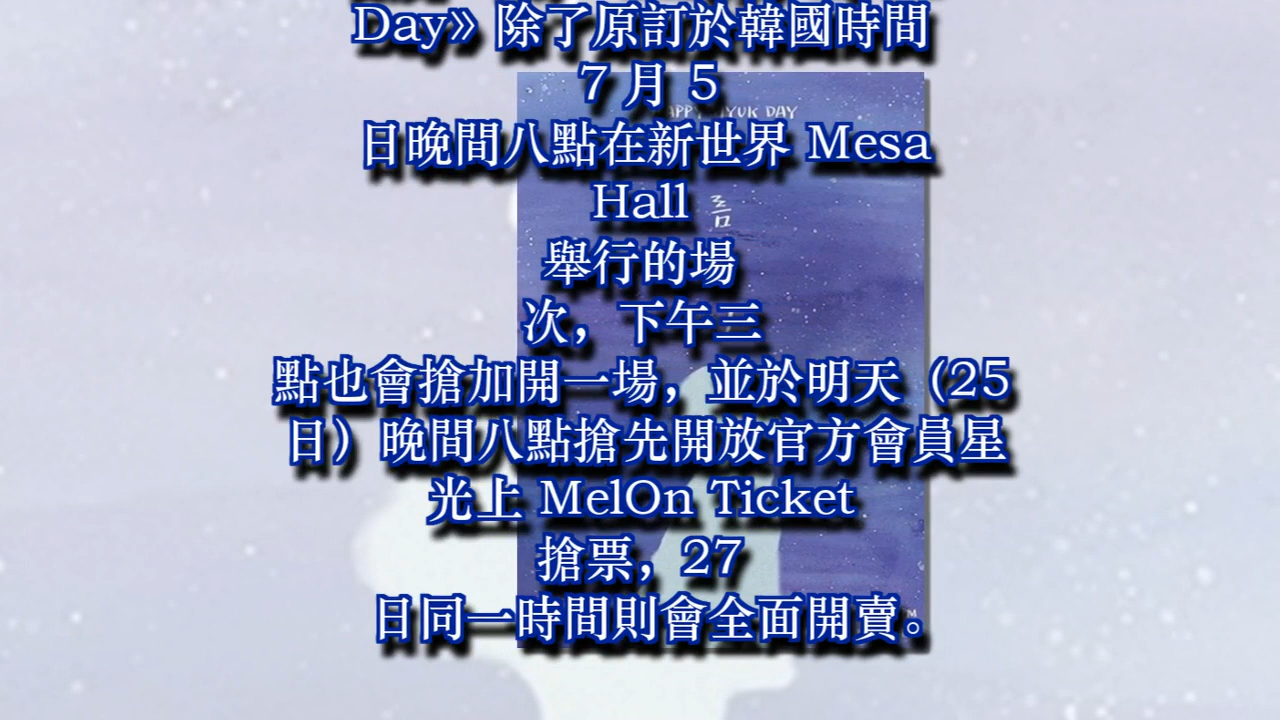 Day》除了原訂於韓國時間
7 月 5
日晚間八點在新世界 Mesa
Hall
舉行的場
次，下午三
點也會搶加開一場，並於明天（25
日）晚間八點搶先開放官方會員星
光上 MelOn Ticket
搶票，27
日同一時間則會全面開賣。
YUK DAY
름